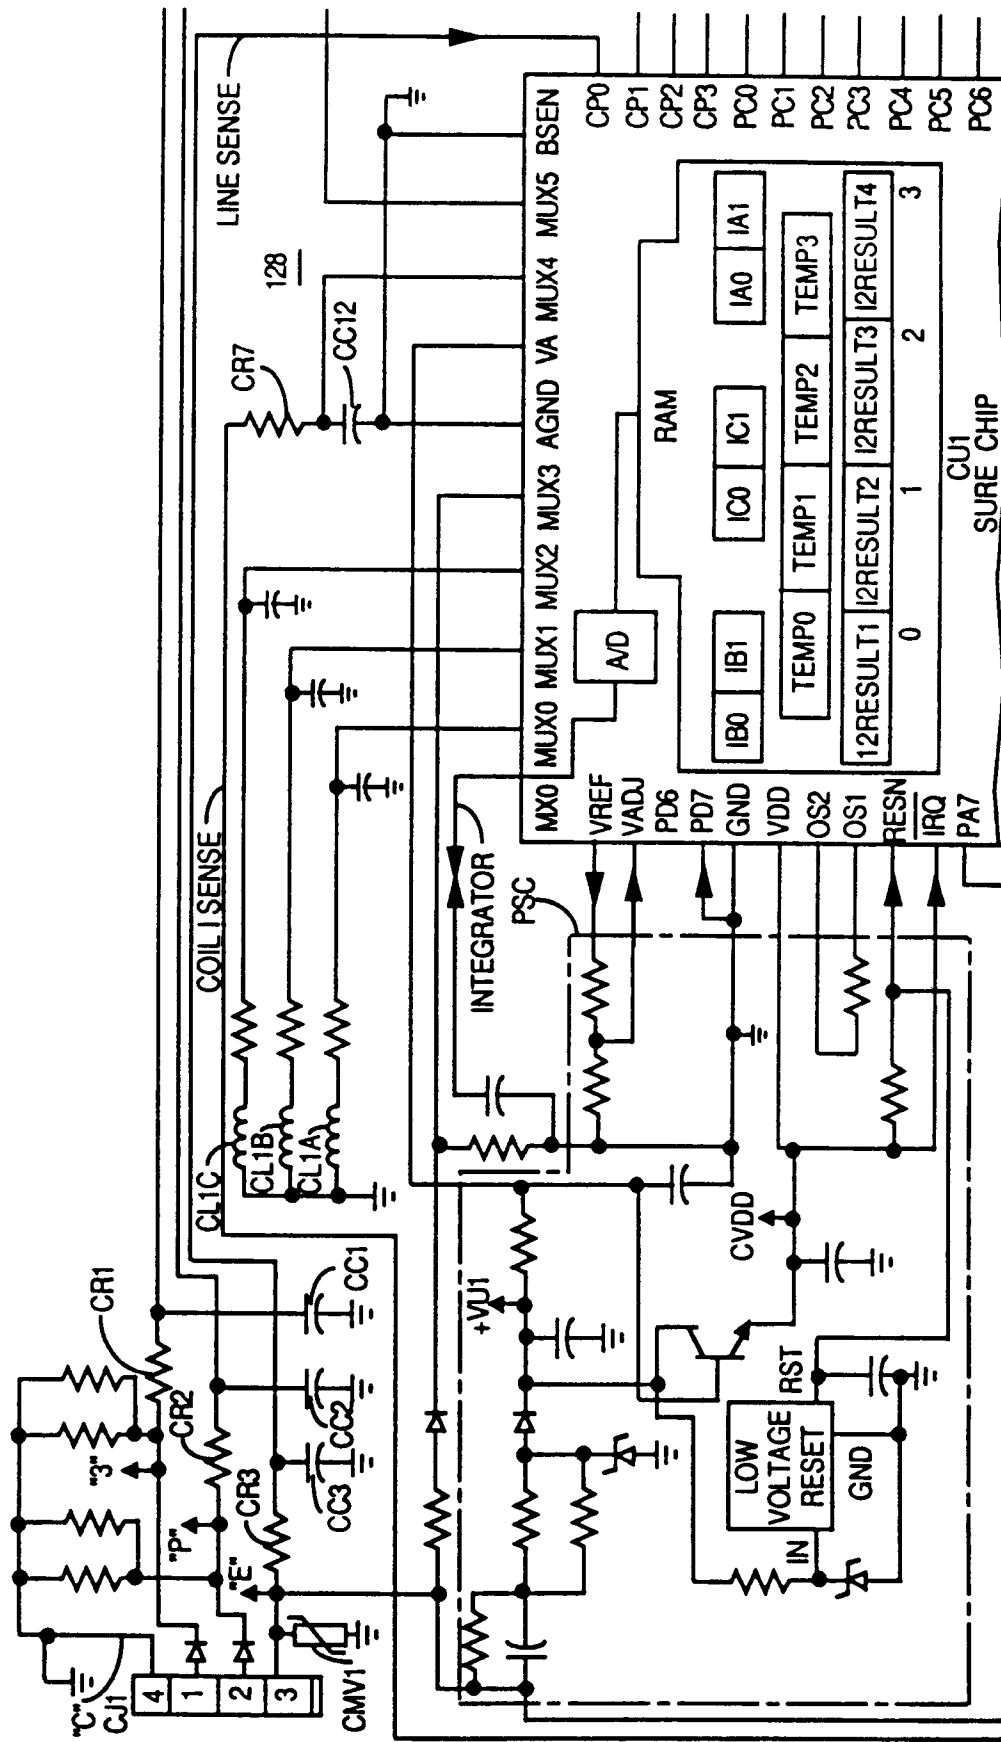 LINE SENSE
128
COIL I SENSE
CR7
CC12
INTEGRATOR
PSC
CL1C
CL1B
CL1A
CR1
CC1
CR2
CC2
CR3
CC3
"3"
"P"
"E"
"C"
CJ1
4
1
2
3
CMV1
+VU1
CVDD
LOW
VOLTAGE
RESET
IN
RST
GND
MX0
MUX0
MUX1
MUX2
MUX3
AGND
VA
MUX4
MUX5
BSEN
CP0
CP1
CP2
CP3
PC0
PC1
PC2
PC3
PC4
PC5
PC6
VREF
VADJ
PD6
PD7
GND
VDD
OS2
OS1
RESN
IRQ
PA7
A/D
RAM
IB0 IB1 IC0 IC1 IA0 IA1
TEMP0 TEMP1 TEMP2 TEMP3
12RESULT1 I2RESULT2 I2RESULT3 I2RESULT4
0 1 2 3
CU1
SURE CHIP